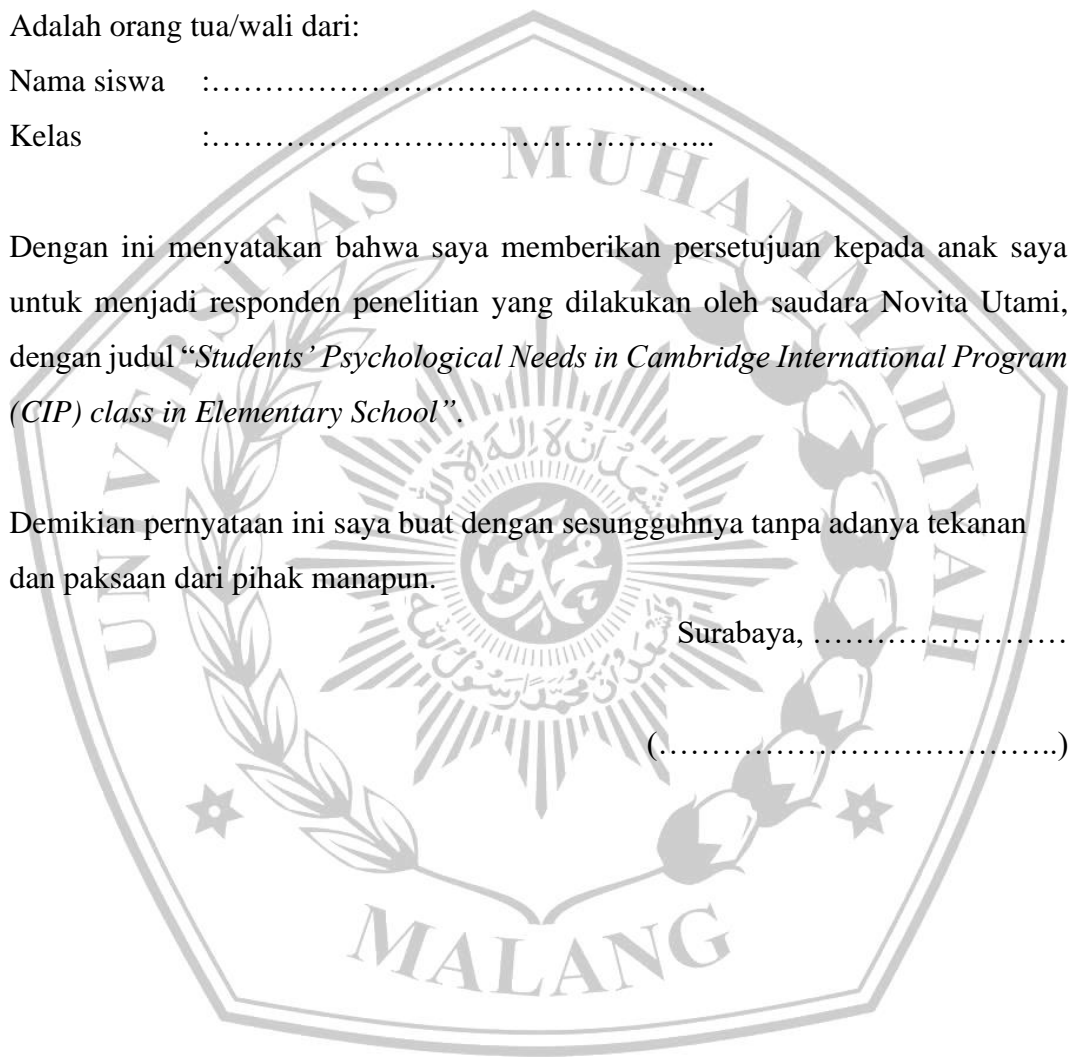 Adalah orang tua/wali dari:
Nama siswa :……………………………………………..
Kelas :……………………………………………...
UNIVERSITAS MUHAMMADIYAH
Dengan ini menyatakan bahwa saya memberikan persetujuan kepada anak saya
untuk menjadi responden penelitian yang dilakukan oleh saudara Novita Utami,
dengan judul “Students’ Psychological Needs in Cambridge International Program
(CIP) class in Elementary School”.
Demikian pernyataan ini saya buat dengan sesungguhnya tanpa adanya tekanan
dan paksaan dari pihak manapun.
Surabaya, ……………………
(………………………………..)
MALANG